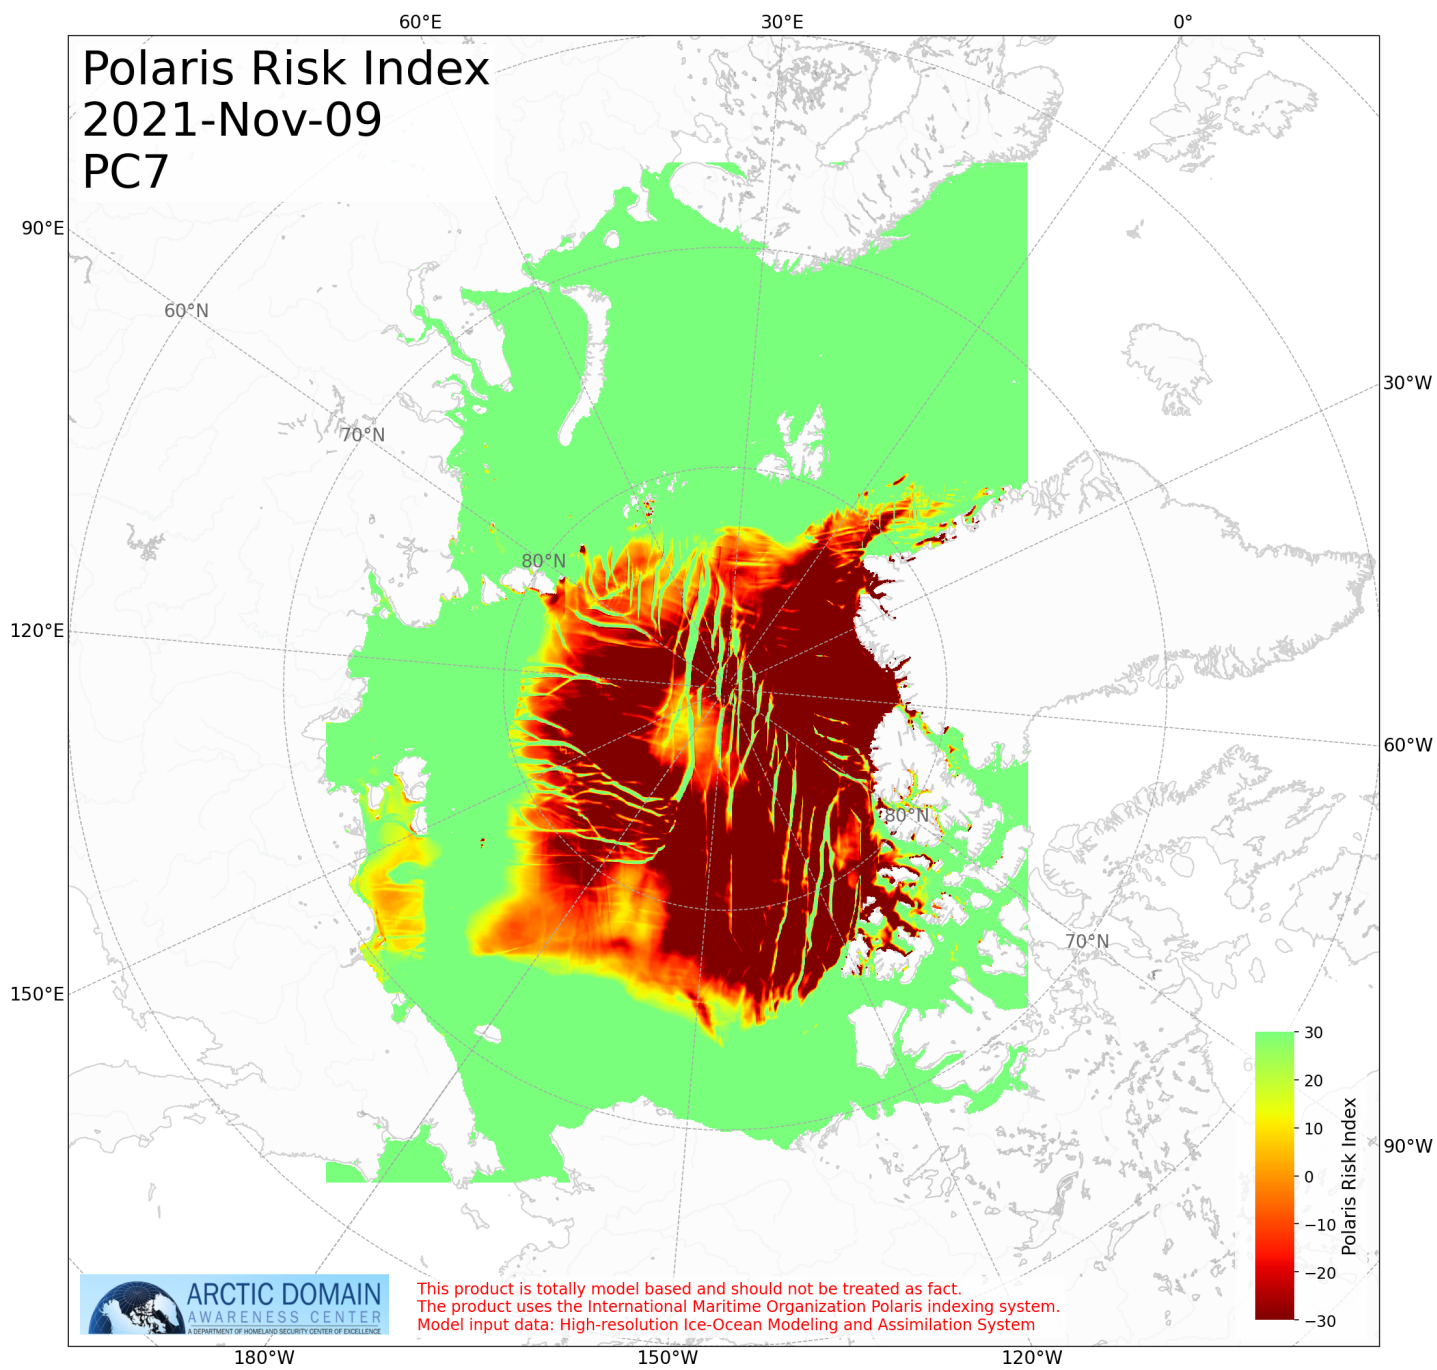 60°E
30°E
0°
Polaris Risk Index
2021-Nov-09
PC7
90°E
60°N
30°W
70°N
80°N
120°E
60°W
80°N
70°N
150°E
30
20
10
0
−10
−20
−30
Polaris Risk Index
90°W
ARCTIC DOMAIN
AWARENESS CENTER
A DEPARTMENT OF HOMELAND SECURITY CENTER OF EXCELLENCE
This product is totally model based and should not be treated as fact.
The product uses the International Maritime Organization Polaris indexing system.
Model input data: High-resolution Ice-Ocean Modeling and Assimilation System
180°W
150°W
120°W